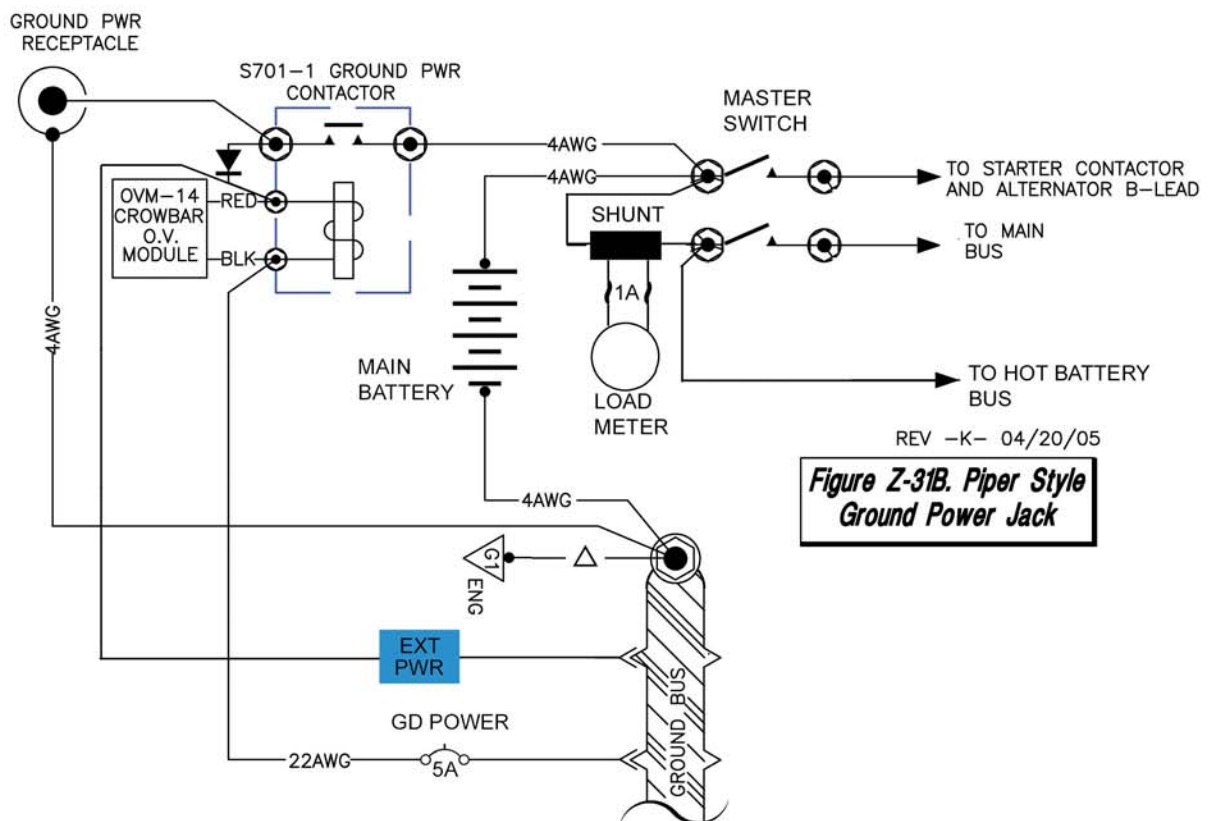 GROUND PWR
RECEPTACLE
S701-1 GROUND PWR
CONTACTOR
MASTER
SWITCH
4AWG
4AWG
TO STARTER CONTACTOR
AND ALTERNATOR B-LEAD
OVM-14
CROWBAR
O.V.
MODULE
RED
BLK
SHUNT
TO MAIN
BUS
1A
4AWG
MAIN
BATTERY
LOAD
METER
TO HOT BATTERY
BUS
REV -K- 04/20/05
Figure Z-31B. Piper Style
Ground Power Jack
4AWG
G1
ENG
EXT
PWR
GROUND BUS
GD POWER
22AWG
5A